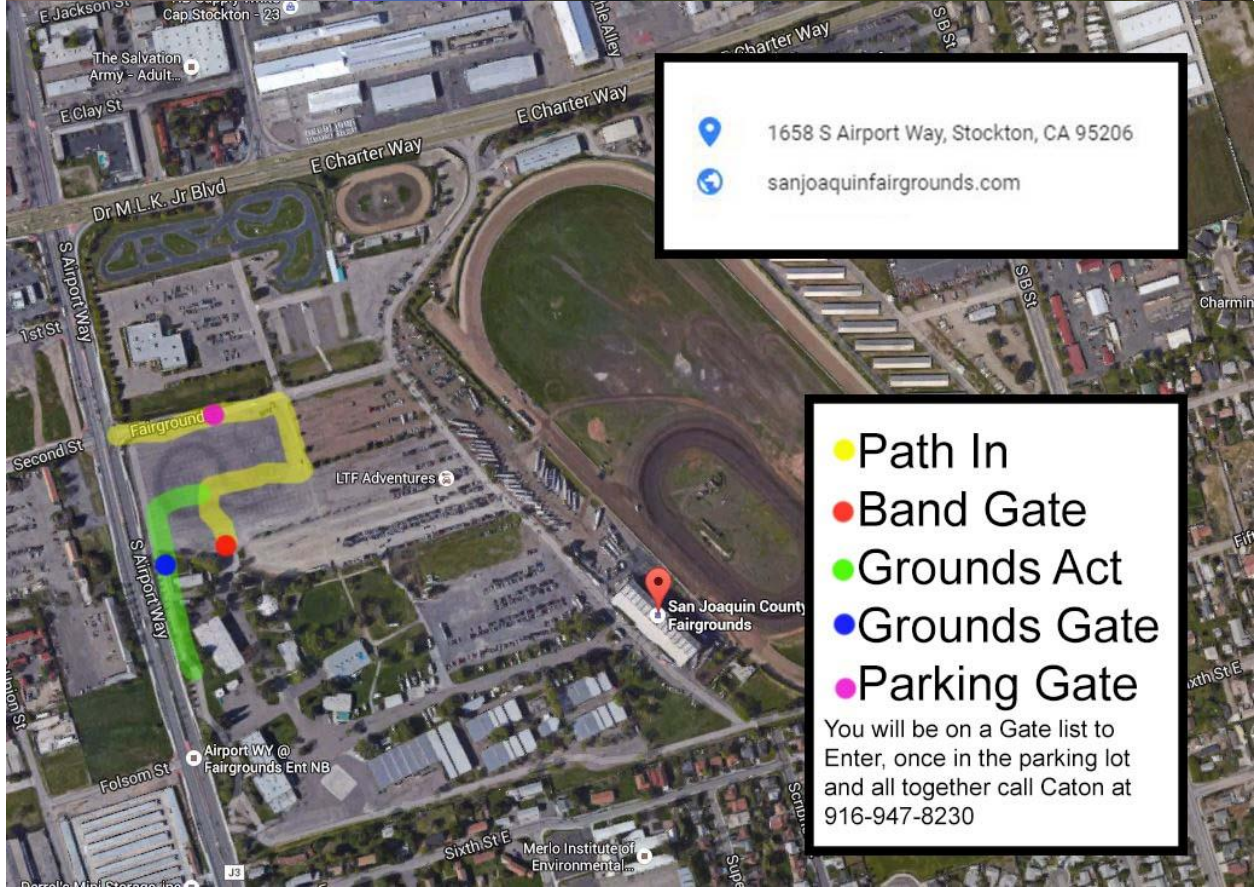 E Jackson St
Cap Stockton - 23
The Salvation
Army - Adult...
E Clay St
E Charter Way
E Charter Way
E Charter Way
Dr M.L.K. Jr Blvd
S B St
S Airport Way
1st St
1658 S Airport Way, Stockton, CA 95206
sanjoaquinfairgrounds.com
S B St
Charmin
Fairground
Second St
LTF Adventures
S Airport Way
San Joaquin County
Fairgrounds
Path In
Band Gate
Grounds Act
Grounds Gate
Parking Gate
You will be on a Gate list to
Enter, once in the parking lot
and all together call Caton at
916-947-8230
Airport WY @
Fairgrounds Ent NB
Folsom St
Sixth St E
Merlo Institute of
Environmental...
J3